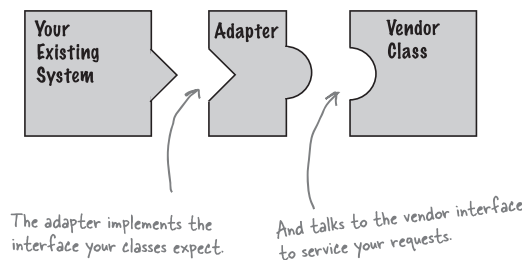 Your
Existing
System
Adapter
Vendor
Class
The adapter implements the
interface your classes expect.
And talks to the vendor interface
to service your requests.